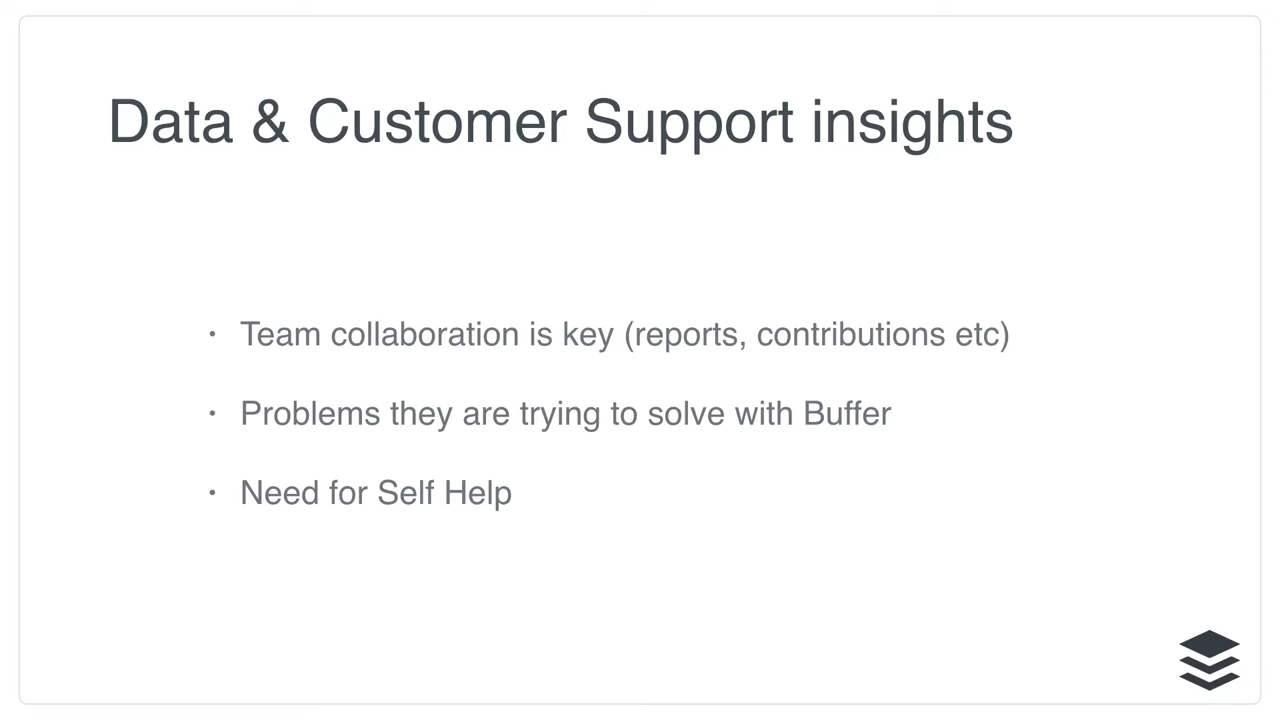 Data & Customer Support insights
• Team collaboration is key (reports, contributions etc)
• Problems they are trying to solve with Buffer
• Need for Self Help